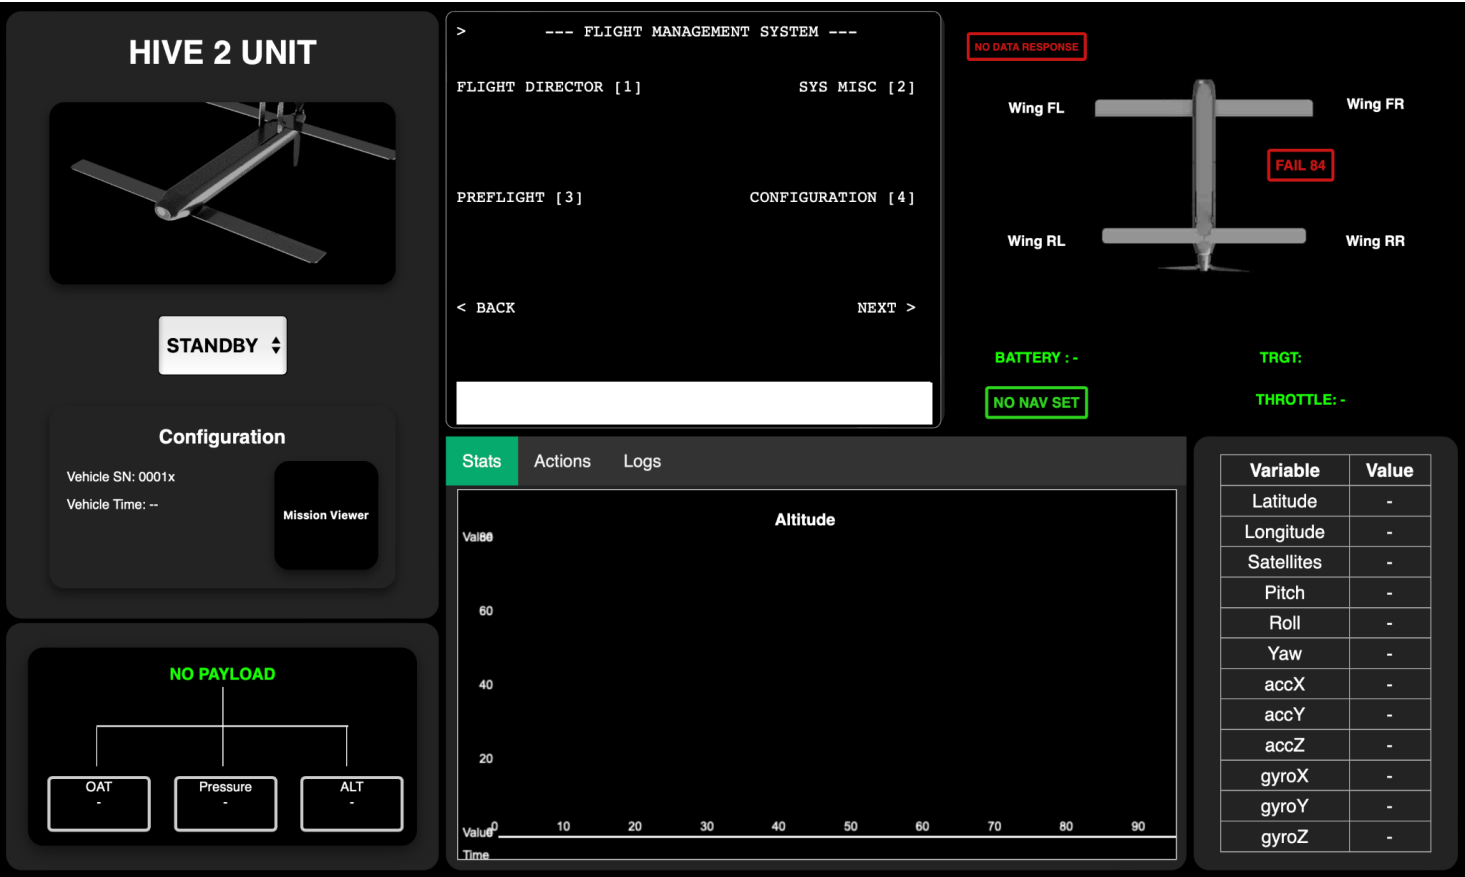 HIVE 2 UNIT
STANDBY
Configuration
Vehicle SN: 0001x
Vehicle Time: --
Mission Viewer
NO PAYLOAD
OAT
-
Pressure
-
ALT
-
> --- FLIGHT MANAGEMENT SYSTEM ---
FLIGHT DIRECTOR [1] SYS MISC [2]
PREFLIGHT [3] CONFIGURATION [4]
< BACK NEXT >
NO DATA RESPONSE
Wing FL
Wing FR
FAIL 84
Wing RL
Wing RR
BATTERY : -
TRGT:
NO NAV SET
THROTTLE: -
Stats Actions Logs
Altitude
60
40
20
Value
0 10 20 30 40 50 60 70 80 90
Time
Variable Value
Latitude -
Longitude -
Satellites -
Pitch -
Roll -
Yaw -
accX -
accY -
accZ -
gyroX -
gyroY -
gyroZ -